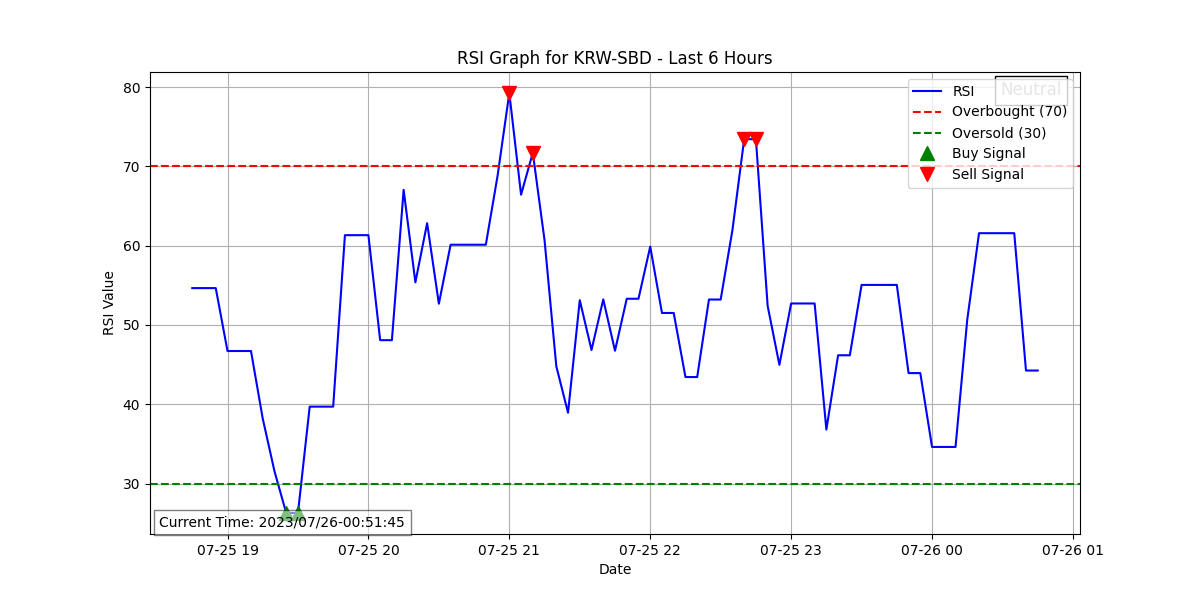 RSI Graph for KRW-SBD - Last 6 Hours
80
70
60
50
40
30
RSI Value
Neutral
RSI
Overbought (70)
Oversold (30)
Buy Signal
Sell Signal
Current Time: 2023/07/26-00:51:45
07-25 19
07-25 20
07-25 21
07-25 22
07-25 23
07-26 00
07-26 01
Date